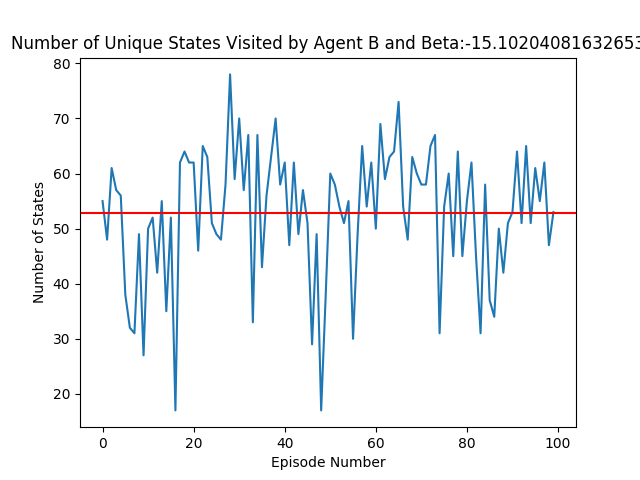 Number of Unique States Visited by Agent B and Beta:-15.10204081632653
80
70
60
50
40
30
20
Number of States
0 20 40 60 80 100
Episode Number